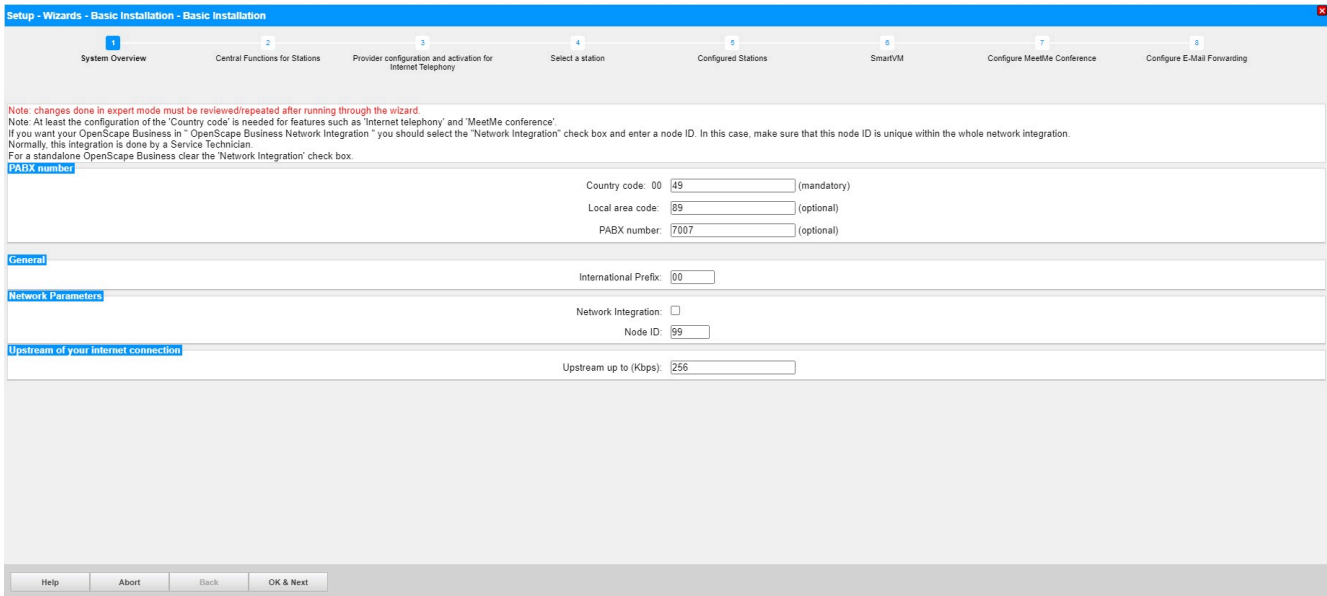 Setup - Wizards - Basic Installation - Basic Installation
1
2
3
4
5
6
7
8
System Overview
Central Functions for Stations
Provider configuration and activation for
Internet Telephony
Select a station
Configured Stations
SmartVM
Configure MeetMe Conference
Configure E-Mail Forwarding
Note: changes done in expert mode must be reviewed/repeated after running through the wizard.
Note: At least the configuration of the 'Country code' is needed for features such as 'Internet telephony' and 'MeetMe conference'.
If you want your OpenScape Business in " OpenScape Business Network Integration " you should select the "Network Integration" check box and enter a node ID. In this case, make sure that this node ID is unique within the whole network integration.
Normally, this integration is done by a Service Technician.
For a standalone OpenScape Business clear the 'Network Integration' check box.
PABX number
Country code: 00 49 (mandatory)
Local area code: 89 (optional)
PABX number: 7007 (optional)
General
International Prefix: 00
Network Parameters
Network Integration:
Node ID: 99
Upstream of your internet connection
Upstream up to (Kbps): 256
Help Abort Back OK & Next